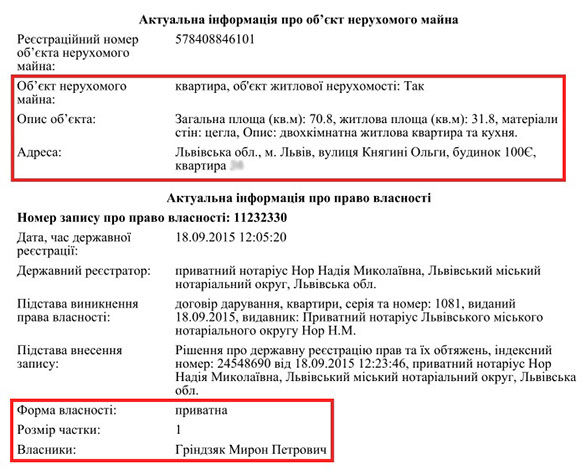 Актуальна інформація про об’єкт нерухомого майна
Реєстраційний номер 578408846101
об’єкта нерухомого
майна:
Об’єкт нерухомого квартира, об'єкт житлової нерухомості: Так
майна:
Опис об’єкта: Загальна площа (кв.м): 70.8, житлова площа (кв.м): 31.8, матеріали
стін: цегла, Опис: двохкімнатна житлова квартира та кухня.
Адреса: Львівська обл., м. Львів, вулиця Княгині Ольги, будинок 100Є,
квартира
Актуальна інформація про право власності
Номер запису про право власності: 11232330
Дата, час державної 18.09.2015 12:05:20
реєстрації:
Державний реєстратор: приватний нотаріус Нор Надія Миколаївна, Львівський міський
нотаріальний округ, Львівська обл.
Підстава виникнення договір дарування, квартири, серія та номер: 1081, виданий
права власності: 18.09.2015, видавник: Приватний нотаріус Львівського міського
нотаріального округу Нор Н.М.
Підстава внесення Рішення про державну реєстрацію прав та їх обтяжень, індексний
запису: номер: 24548690 від 18.09.2015 12:23:46, приватний нотаріус Нор
Надія Миколаївна, Львівський міський нотаріальний округ, Львівська
обл.
Форма власності: приватна
Розмір частки: 1
Власники: Гріндзяк Мирон Петрович